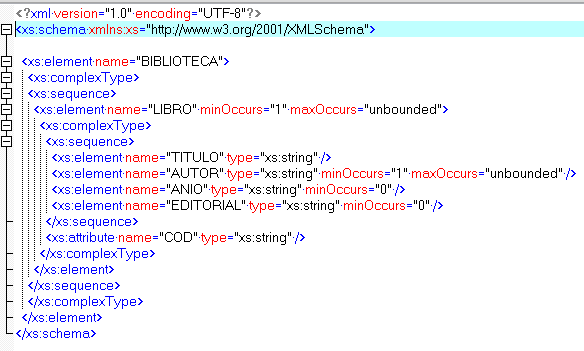 <?xml version="1.0" encoding="UTF-8"?>
<xs:schema xmlns:xs="http://www.w3.org/2001/XMLSchema">
<xs:element name="BIBLIOTECA">
<xs:complexType>
<xs:sequence>
<xs:element name="LIBRO" minOccurs="1" maxOccurs="unbounded">
<xs:complexType>
<xs:sequence>
<xs:element name="TITULO" type="xs:string" />
<xs:element name="AUTOR" type="xs:string" minOccurs="1" maxOccurs="unbounded" />
<xs:element name="ANIO" type="xs:string" minOccurs="0" />
<xs:element name="EDITORIAL" type="xs:string" minOccurs="0" />
</xs:sequence>
<xs:attribute name="COD" type="xs:string" />
</xs:complexType>
</xs:element>
</xs:sequence>
</xs:complexType>
</xs:element>
</xs:schema>